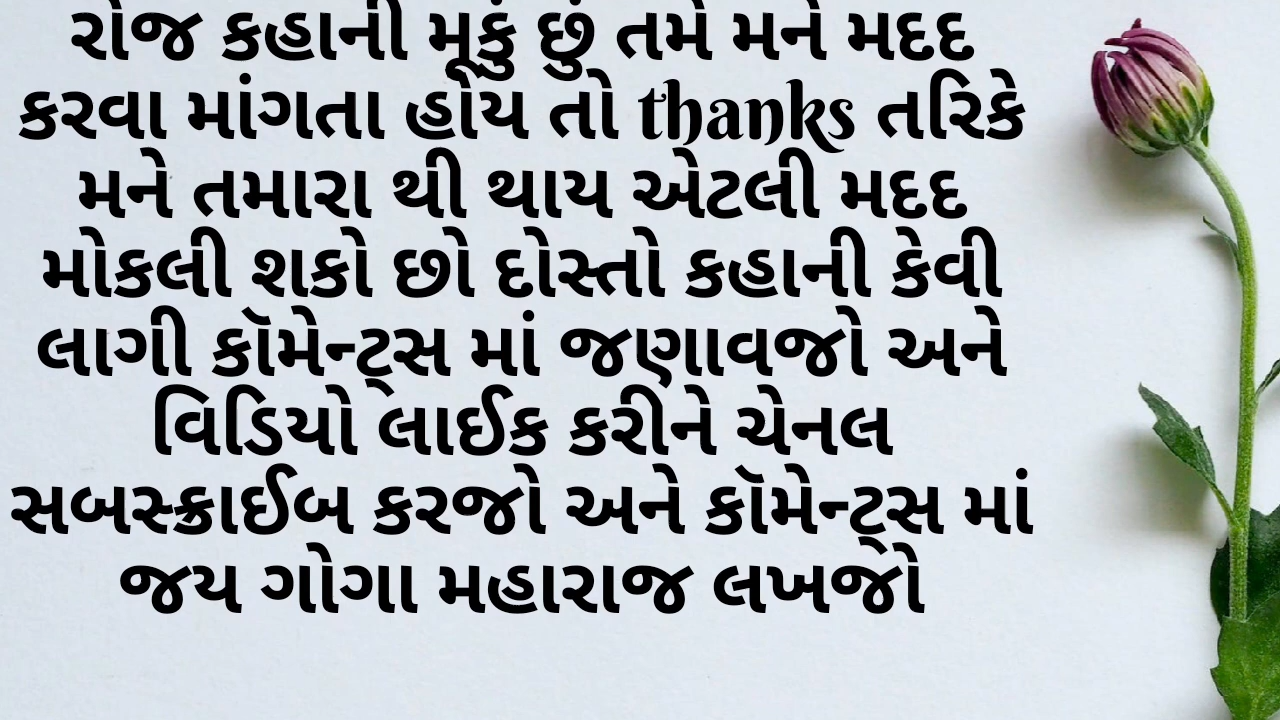 રોજ કહાની મૂકું છું તમે મને મદદ
કરવા માંગતા હોય તો thanks તરિકે
મને તમારા થી થાય એટલી મદદ
મોકલી શકો છો દોસ્તો કહાની કેવી
લાગી કૉમેન્ટ્સ માં જણાવજો અને
વિડિયો લાઈક કરીને ચેનલ
સબસ્ક્રાઈબ કરજો અને કૉમેન્ટ્સ માં
જય ગોગા મહારાજ લખજો